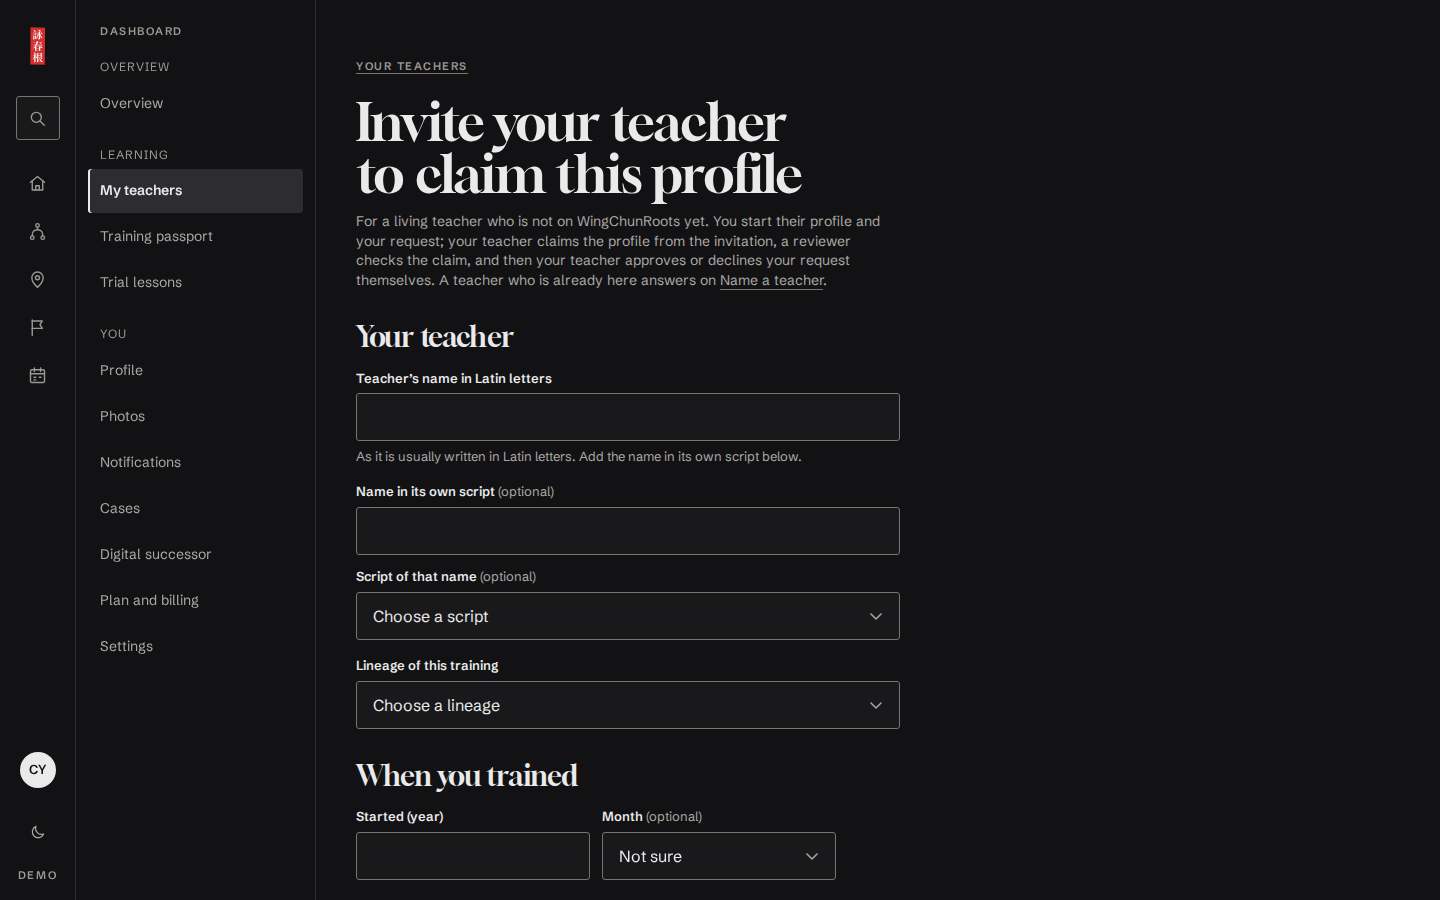 詠春根
DASHBOARD
OVERVIEW
Overview
LEARNING
My teachers
Training passport
Trial lessons
YOU
Profile
Photos
Notifications
Cases
Digital successor
Plan and billing
Settings
CY
DEMO
YOUR TEACHERS
Invite your teacher
to claim this profile
For a living teacher who is not on WingChunRoots yet. You start their profile and
your request; your teacher claims the profile from the invitation, a reviewer
checks the claim, and then your teacher approves or declines your request
themselves. A teacher who is already here answers on Name a teacher.
Your teacher
Teacher’s name in Latin letters
As it is usually written in Latin letters. Add the name in its own script below.
Name in its own script (optional)
Script of that name (optional)
Choose a script
Lineage of this training
Choose a lineage
When you trained
Started (year)
Month (optional)
Not sure